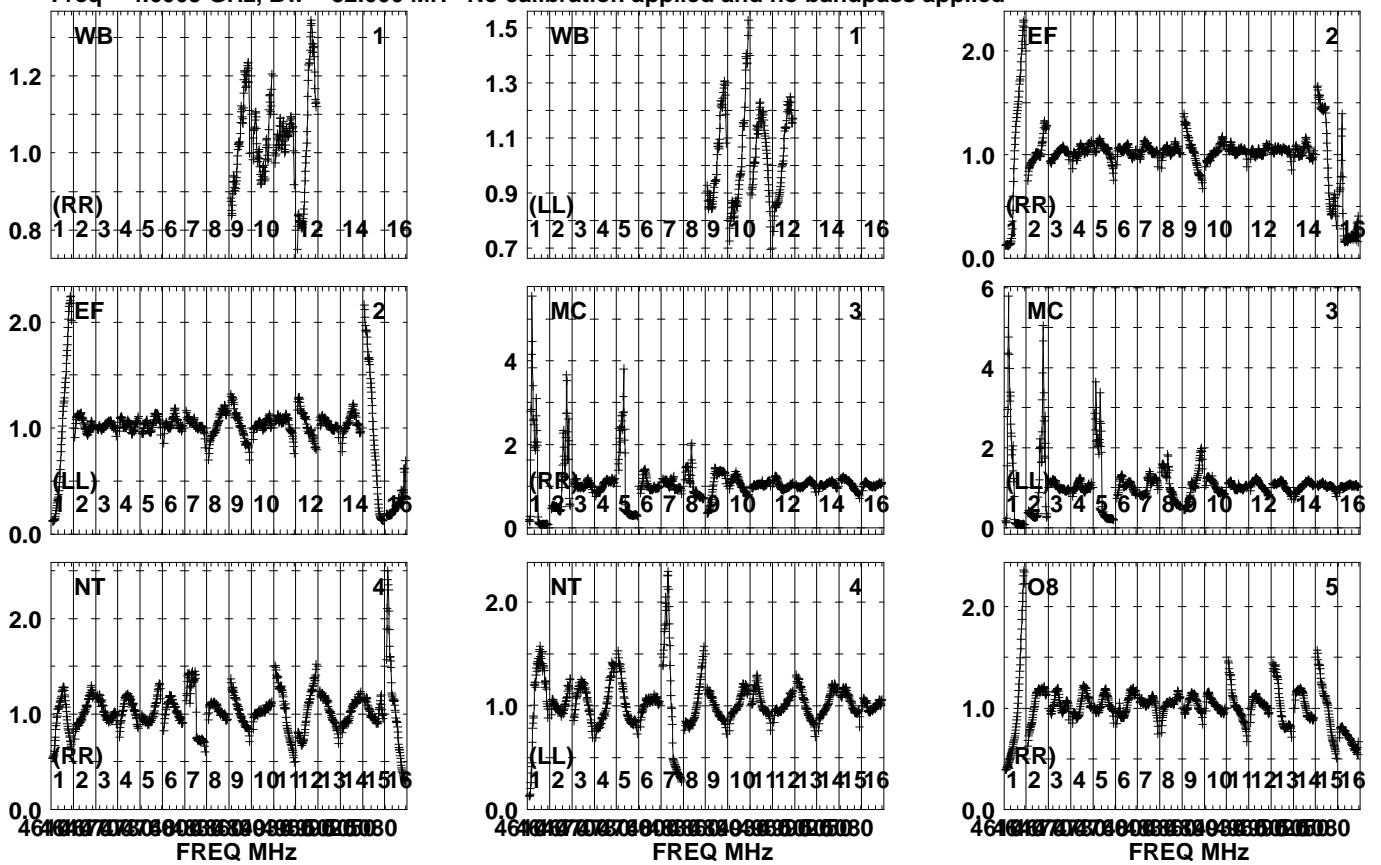 Freq = GHz, Bw = 32.000 MH No calibration applied and no bandpass applied
WB 1
1.2
1.0
0.8
(RR)
1 2 3 4 5 6 7 8 9 10 12 14 16
WB 1
1.5
1.3
1.1
0.9
0.7
(LL)
1 2 3 4 5 6 7 8 9 10 12 14 16
EF 2
2.0
1.0
0.0
(RR)
1 2 3 4 5 6 7 8 9 10 12 14 16
EF 2
2.0
1.0
0.0
(LL)
1 2 3 4 5 6 7 8 9 10 12 14 16
MC 3
4
2
0
(RR)
1 2 3 4 5 6 7 8 9 10 12 14 16
MC 3
6
4
2
0
(LL)
1 2 3 4 5 6 7 8 9 10 12 14 16
NT 4
2.0
1.0
0.0
(RR)
1 2 3 4 5 6 7 8 9 10 11 12 13 14 15 16
FREQ MHz
NT 4
2.0
1.0
0.0
(LL)
1 2 3 4 5 6 7 8 9 10 11 12 13 14 15 16
FREQ MHz
O8 5
2.0
1.0
0.0
(RR)
1 2 3 4 5 6 7 8 9 10 11 12 13 14 15 16
FREQ MHz